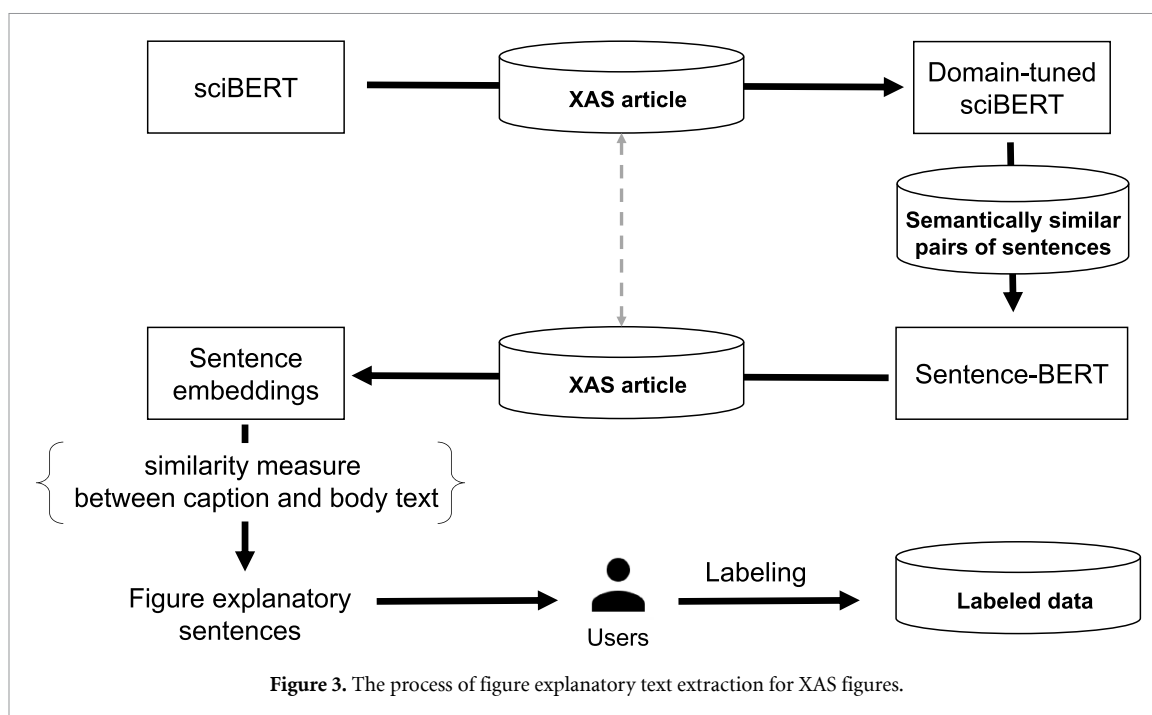 sciBERT
XAS article
Domain-tuned
sciBERT
Semantically similar
pairs of sentences
Sentence
embeddings
XAS article
Sentence-BERT
similarity measure
between caption and body text
Figure explanatory
sentences
Users
Labeling
Labeled data
Figure 3. The process of figure explanatory text extraction for XAS figures.